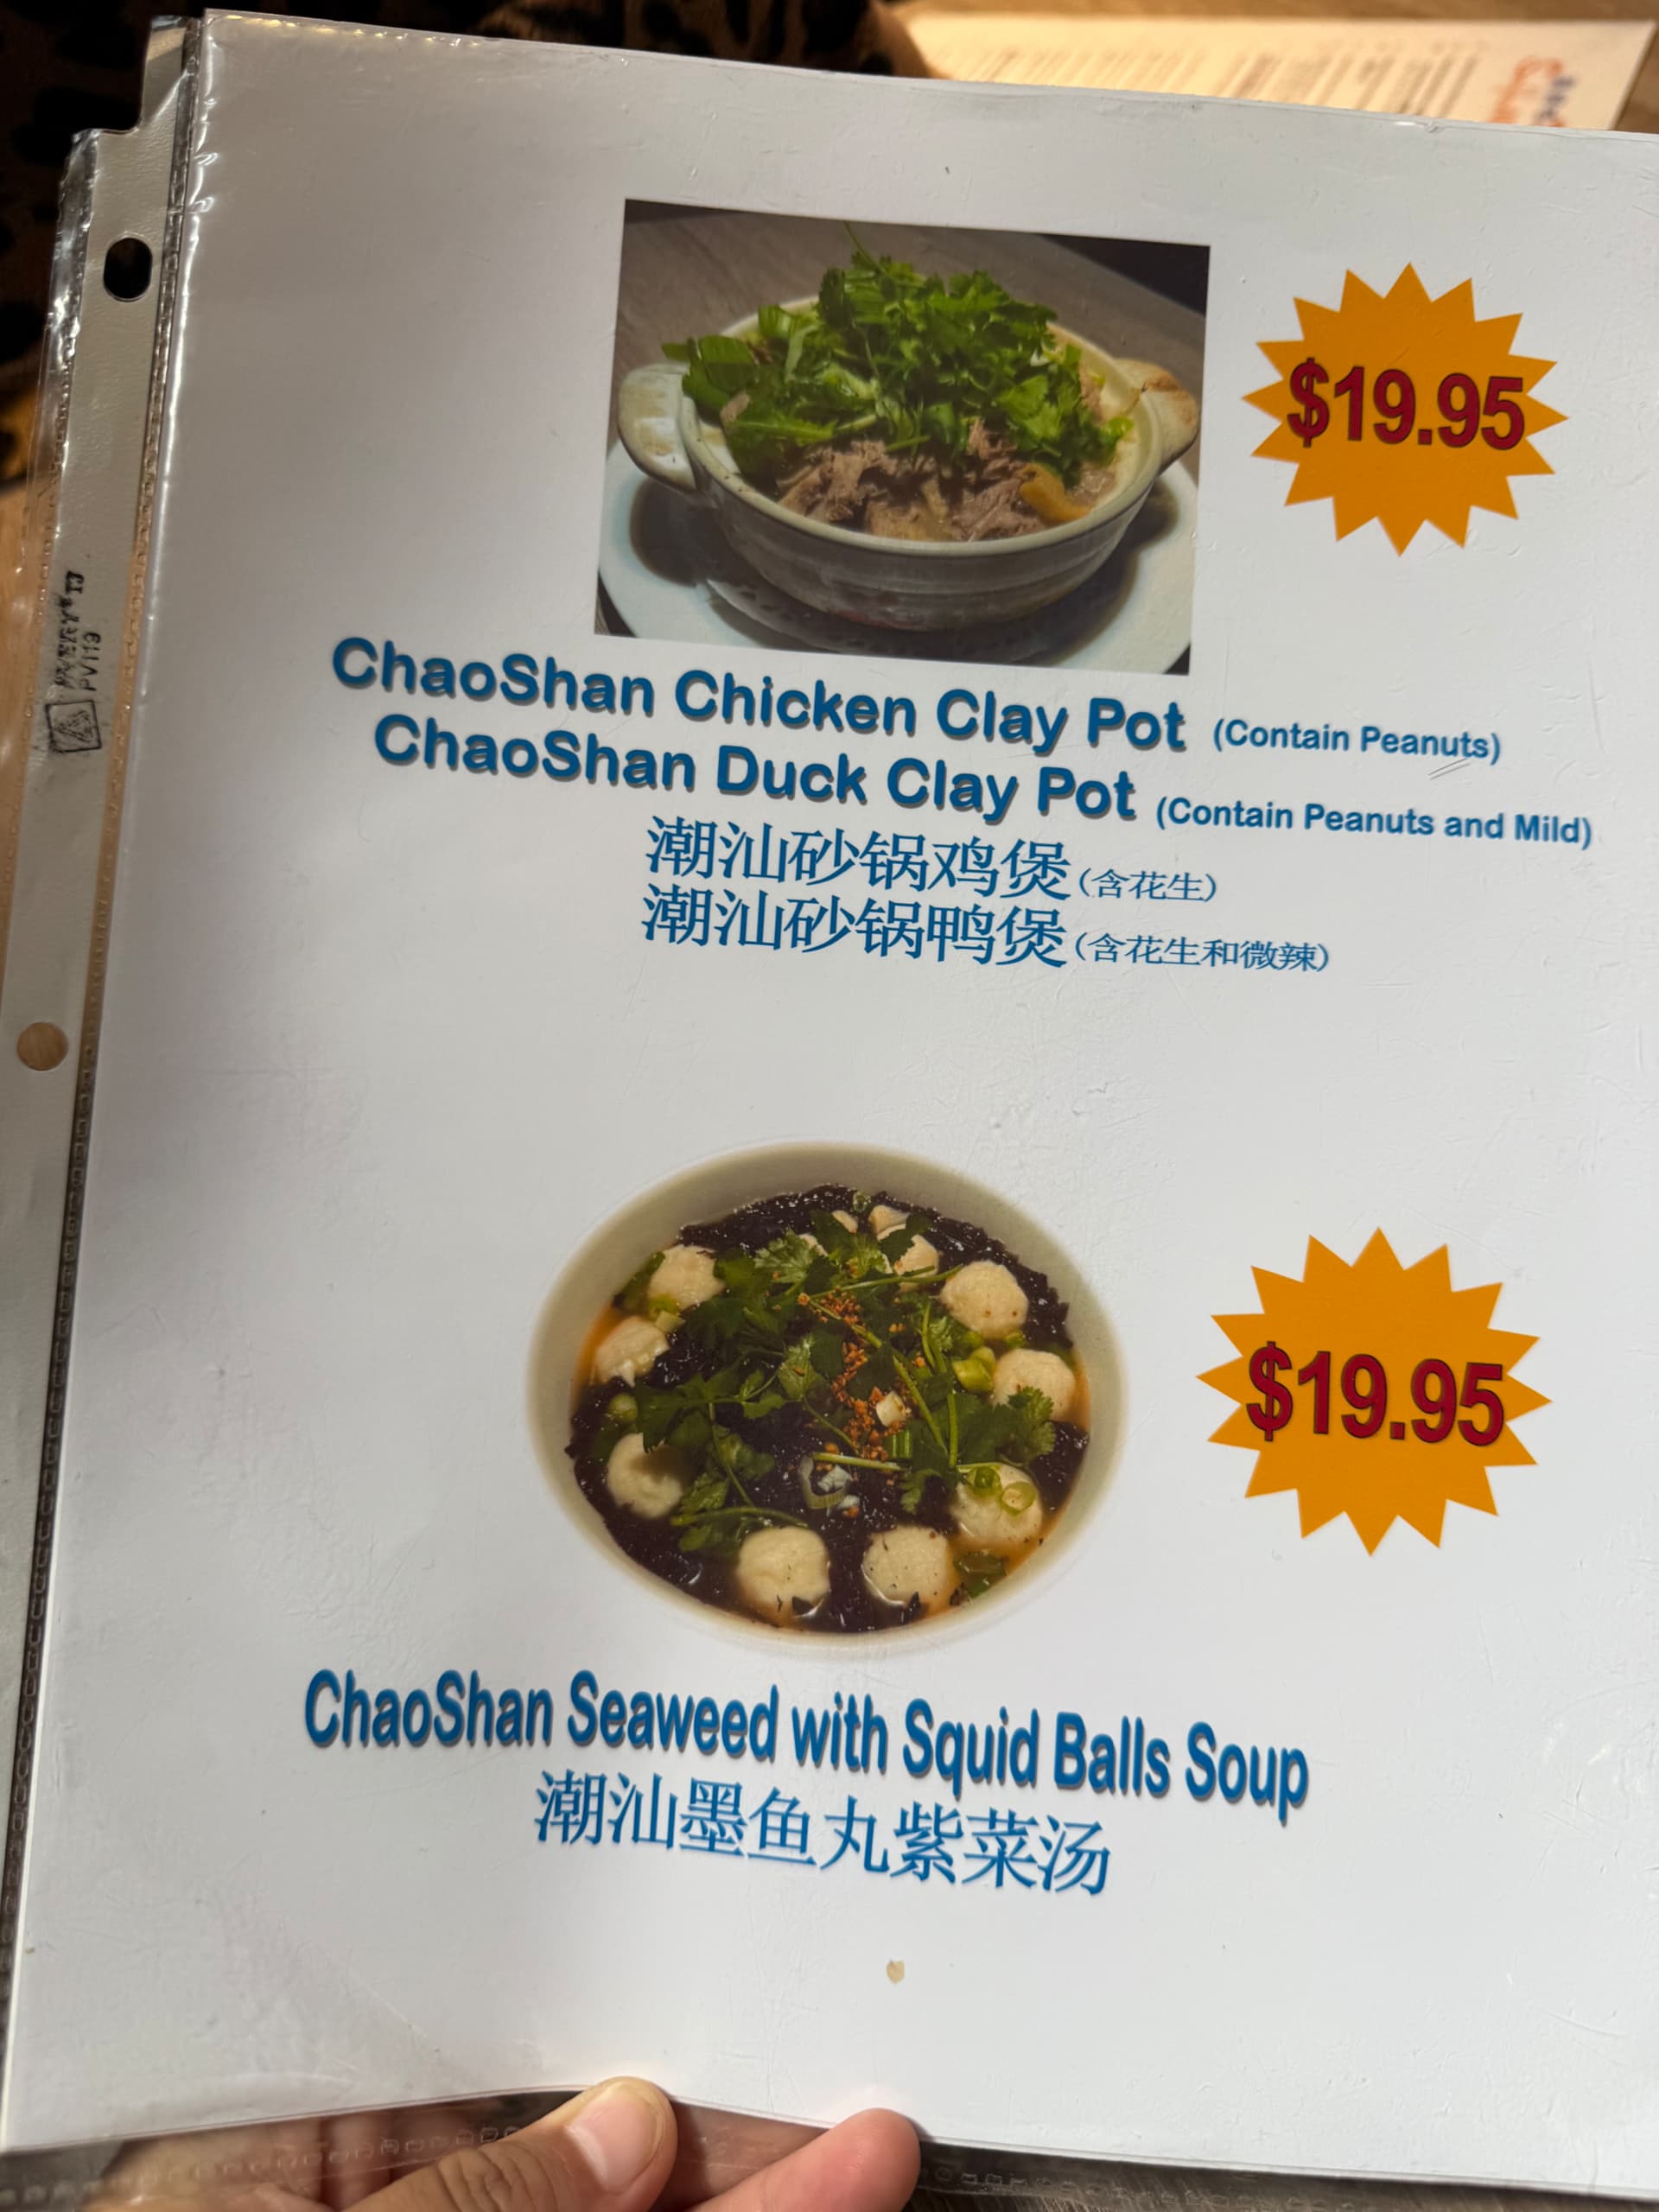 $19.95
ChaoShan Chicken Clay Pot (Contain Peanuts)
ChaoShan Duck Clay Pot (Contain Peanuts and Mild)
潮汕砂锅鸡煲(含花生)
潮汕砂锅鸭煲(含花生和微辣)
$19.95
ChaoShan Seaweed with Squid Balls Soup
潮汕墨鱼丸紫菜汤